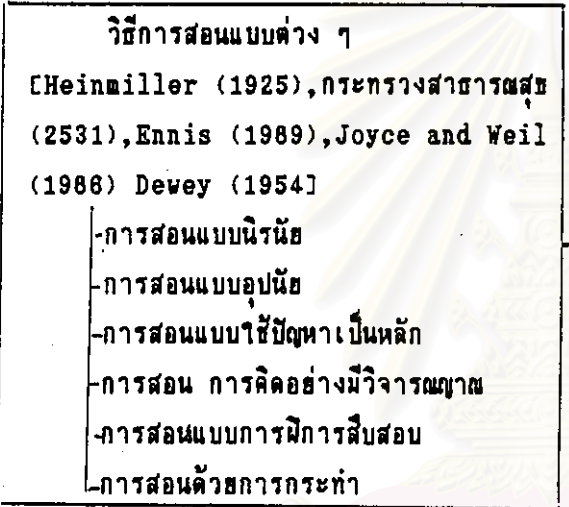 วิธีการสอนแบบต่วง ๆ
[Heinmiller (1925),กระทรวงสาธารณสุข
(2531),Ennis (1989),Joyce and Weil
(1986) Dewey (1954]
-การสอนแบบนิรนัย
-การสอนแบบอุปนัย
-การสอนแบบใช้ปัญหาเป็นหลัก
-การสอน การคิดอย่างมีวิจารณญาณ
-การสอนแบบการฝึการสืบสอบ
-การสอนด้วยการกระทำ